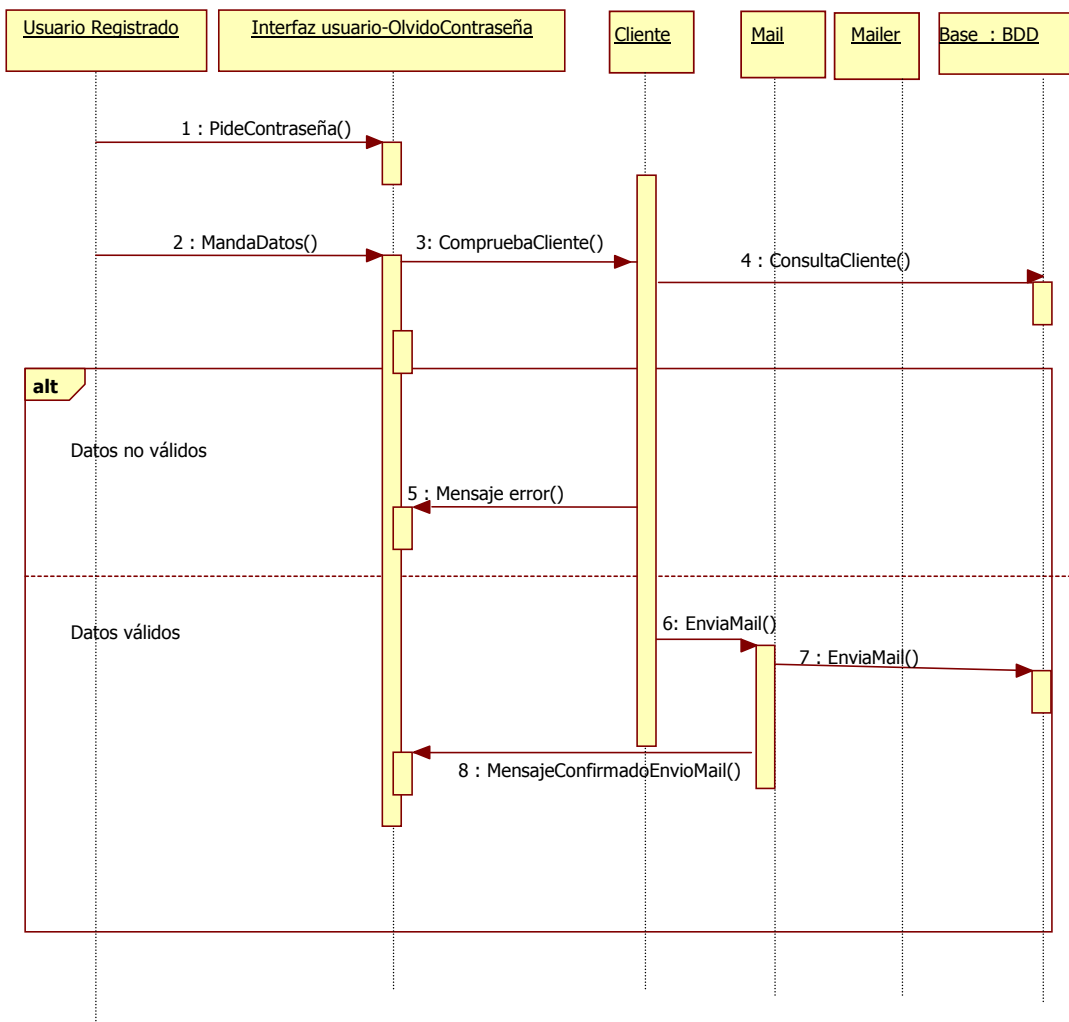 Usuario Registrado
Interfaz usuario-OlvidoContraseña
Cliente
Mail
Mailer
Base : BDD
1 : PideContraseña()
2 : MandaDatos()
3: CompruebaCliente()
4 : ConsultaCliente()
alt
Datos no válidos
5 : Mensaje error()
Datos válidos
6: EnviaMail()
7 : EnviaMail()
8 : MensajeConfirmadoEnvioMail()